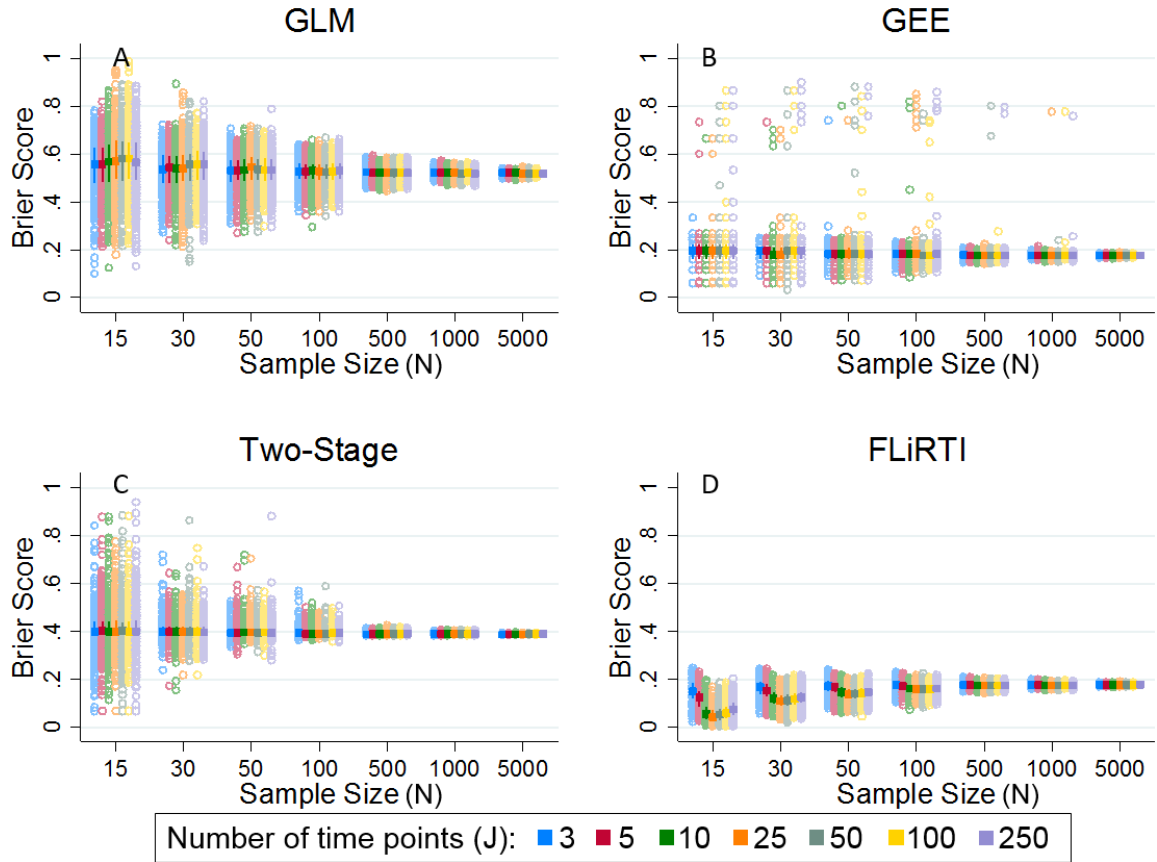 GLM
A
Brier Score
1
.8
.6
.4
.2
0
15 30 50 100 500 1000 5000
Sample Size (N)
GEE
B
Brier Score
1
.8
.6
.4
.2
0
15 30 50 100 500 1000 5000
Sample Size (N)
Two-Stage
C
Brier Score
1
.8
.6
.4
.2
0
15 30 50 100 500 1000 5000
Sample Size (N)
FLiRTI
D
Brier Score
1
.8
.6
.4
.2
0
15 30 50 100 500 1000 5000
Sample Size (N)
Number of time points (J): 3 5 10 25 50 100 250